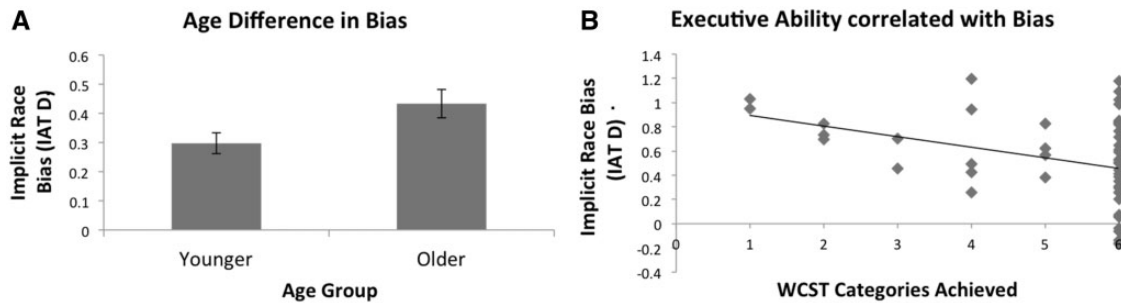 A
Age Difference in Bias
0.6
0.5
0.4
0.3
0.2
0.1
0
Implicit Race
Bias (IAT D)
Younger
Older
Age Group
B
Executive Ability correlated with Bias
1.4
1.2
1
0.8
0.6
0.4
0.2
0
-0.2
-0.4
Implicit Race Bias
(IAT D)
0
1
2
3
4
5
6
WCST Categories Achieved